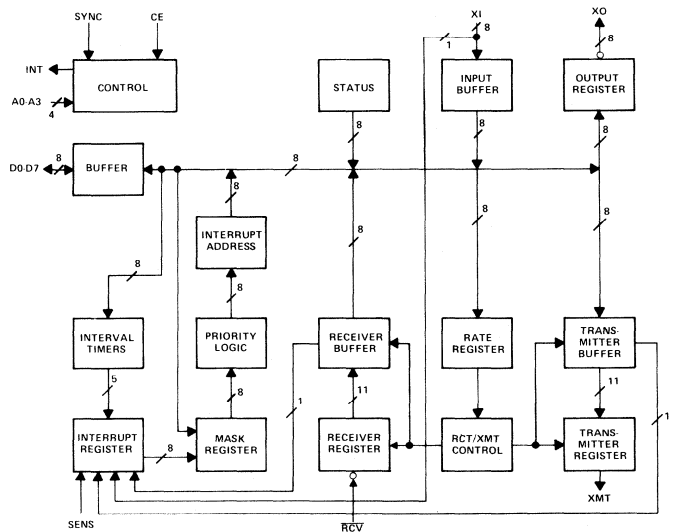 SYNC
CE
XI
XO
8
8
1
INT
CONTROL
STATUS
INPUT
BUFFER
OUTPUT
REGISTER
A0-A3
4
8
8
8
D0-D7
8
BUFFER
8
8
8
8
8
INTERRUPT
ADDRESS
8
8
INTERVAL
TIMERS
PRIORITY
LOGIC
RECEIVER
BUFFER
RATE
REGISTER
TRANS-
MITTER
BUFFER
5
8
1
11
11
1
INTERRUPT
REGISTER
8
MASK
REGISTER
RECEIVER
REGISTER
RCT/XMT
CONTROL
TRANS-
MITTER
REGISTER
SENS
RCV
XMT